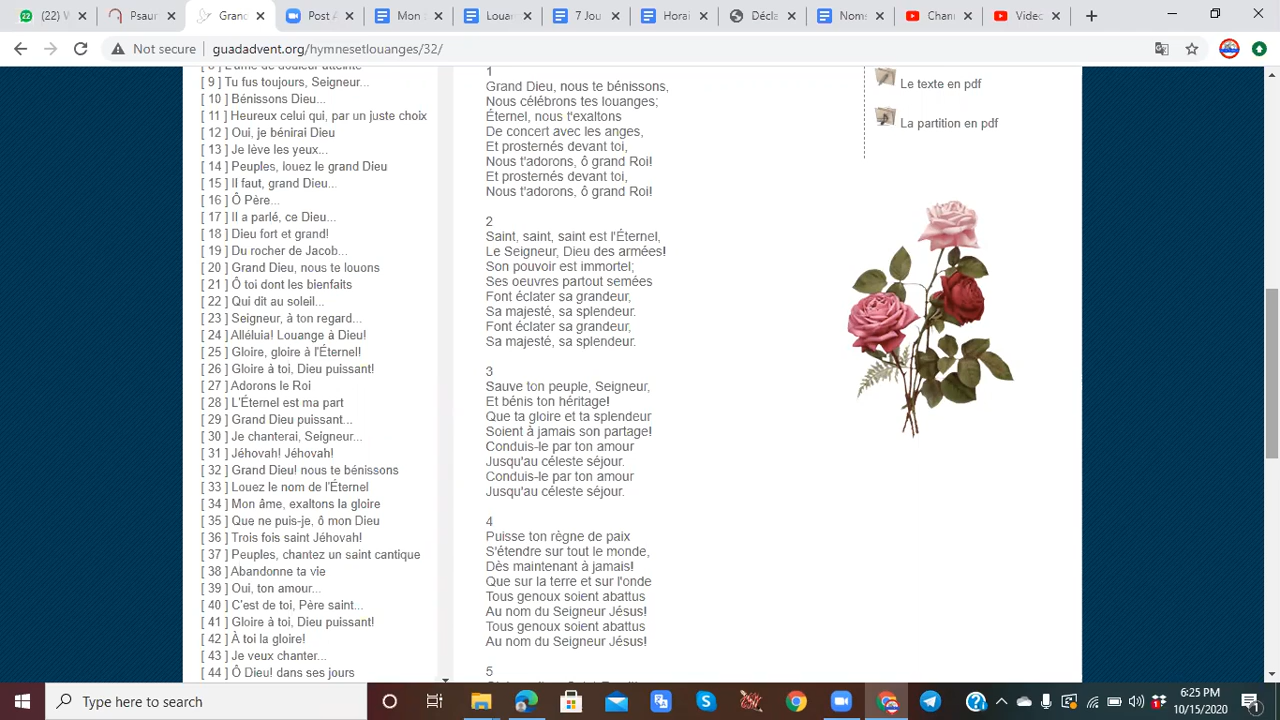 (22) V
Psaum
Grand
Post A
Mon
Louan
7 Jou
Horai
Décla
Noms
Chan
Videc
Not secure
guadadvent.org/hymnesetlouanges/32/
[ 9 ] Tu fus toujours, Seigneur...
[ 10 ] Bénissons Dieu...
[ 11 ] Heureux celui qui, par un juste choix
[ 12 ] Oui, je bénirai Dieu
[ 13 ] Je lève les yeux...
[ 14 ] Peuples, louez le grand Dieu
[ 15 ] Il faut, grand Dieu...
[ 16 ] Ô Père...
[ 17 ] Il a parlé, ce Dieu...
[ 18 ] Dieu fort et grand!
[ 19 ] Du rocher de Jacob...
[ 20 ] Grand Dieu, nous te louons
[ 21 ] Ô toi dont les bienfaits
[ 22 ] Qui dit au soleil...
[ 23 ] Seigneur, à ton regard...
[ 24 ] Alléluia! Louange à Dieu!
[ 25 ] Gloire, gloire à l'Éternel!
[ 26 ] Gloire à toi, Dieu puissant!
[ 27 ] Adorons le Roi
[ 28 ] L'Éternel est ma part
[ 29 ] Grand Dieu puissant...
[ 30 ] Je chanterai, Seigneur...
[ 31 ] Jéhovah! Jéhovah!
[ 32 ] Grand Dieu! nous te bénissons
[ 33 ] Louez le nom de l'Éternel
[ 34 ] Mon âme, exaltons la gloire
[ 35 ] Que ne puis-je, ô mon Dieu
[ 36 ] Trois fois saint Jéhovah!
[ 37 ] Peuples, chantez un saint cantique
[ 38 ] Abandonne ta vie
[ 39 ] Oui, ton amour...
[ 40 ] C'est de toi, Père saint...
[ 41 ] Gloire à toi, Dieu puissant!
[ 42 ] À toi la gloire!
[ 43 ] Je veux chanter...
[ 44 ] Ô Dieu! dans ses jours
1
Grand Dieu, nous te bénissons,
Nous célébrons tes louanges;
Éternel, nous t'exaltons
De concert avec les anges,
Et prosternés devant toi,
Nous t'adorons, ô grand Roi!
Et prosternés devant toi,
Nous t'adorons, ô grand Roi!
2
Saint, saint, saint est l'Éternel,
Le Seigneur, Dieu des armées!
Son pouvoir est immortel;
Ses oeuvres partout semées
Font éclater sa grandeur,
Sa majesté, sa splendeur.
Font éclater sa grandeur,
Sa majesté, sa splendeur.
3
Sauve ton peuple, Seigneur,
Et bénis ton héritage!
Que ta gloire et ta splendeur
Soient à jamais son partage!
Conduis-le par ton amour
Jusqu'au céleste séjour.
Conduis-le par ton amour
Jusqu'au céleste séjour.
4
Puisse ton règne de paix
S'étendre sur tout le monde,
Dès maintenant à jamais!
Que sur la terre et sur l'onde
Tous genoux soient abattus
Au nom du Seigneur Jésus!
Tous genoux soient abattus
Au nom du Seigneur Jésus!
5
Le texte en pdf
La partition en pdf
Type here to search
6:25 PM
10/15/2020